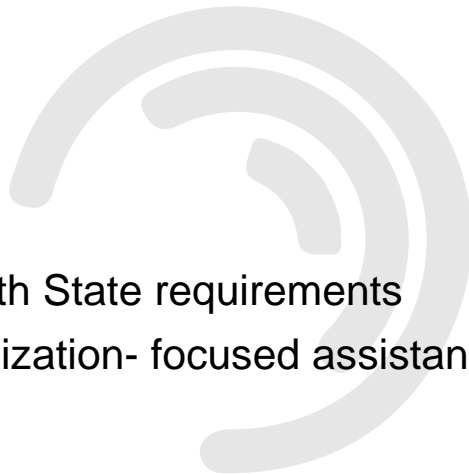 th State requirements
ization- focused assistan